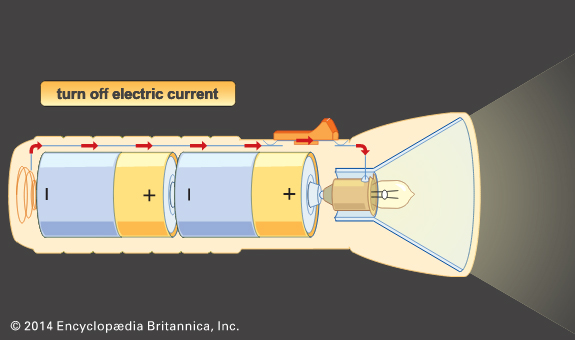 turn off electric current
− + − +
© 2014 Encyclopædia Britannica, Inc.